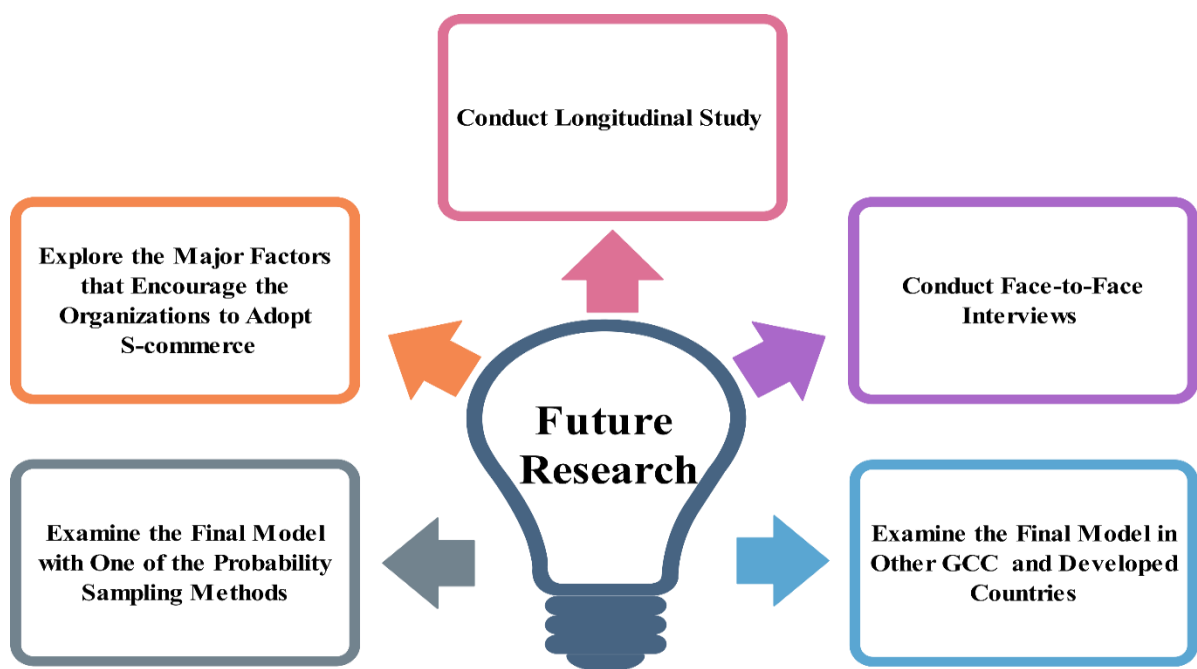 Conduct Longitudinal Study
Explore the Major Factors
that Encourage the
Organizations to Adopt
S-commerce
Conduct Face-to-Face
Interviews
Future
Research
Examine the Final Model
with One of the Probability
Sampling Methods
Examine the Final Model in
Other GCC and Developed
Countries